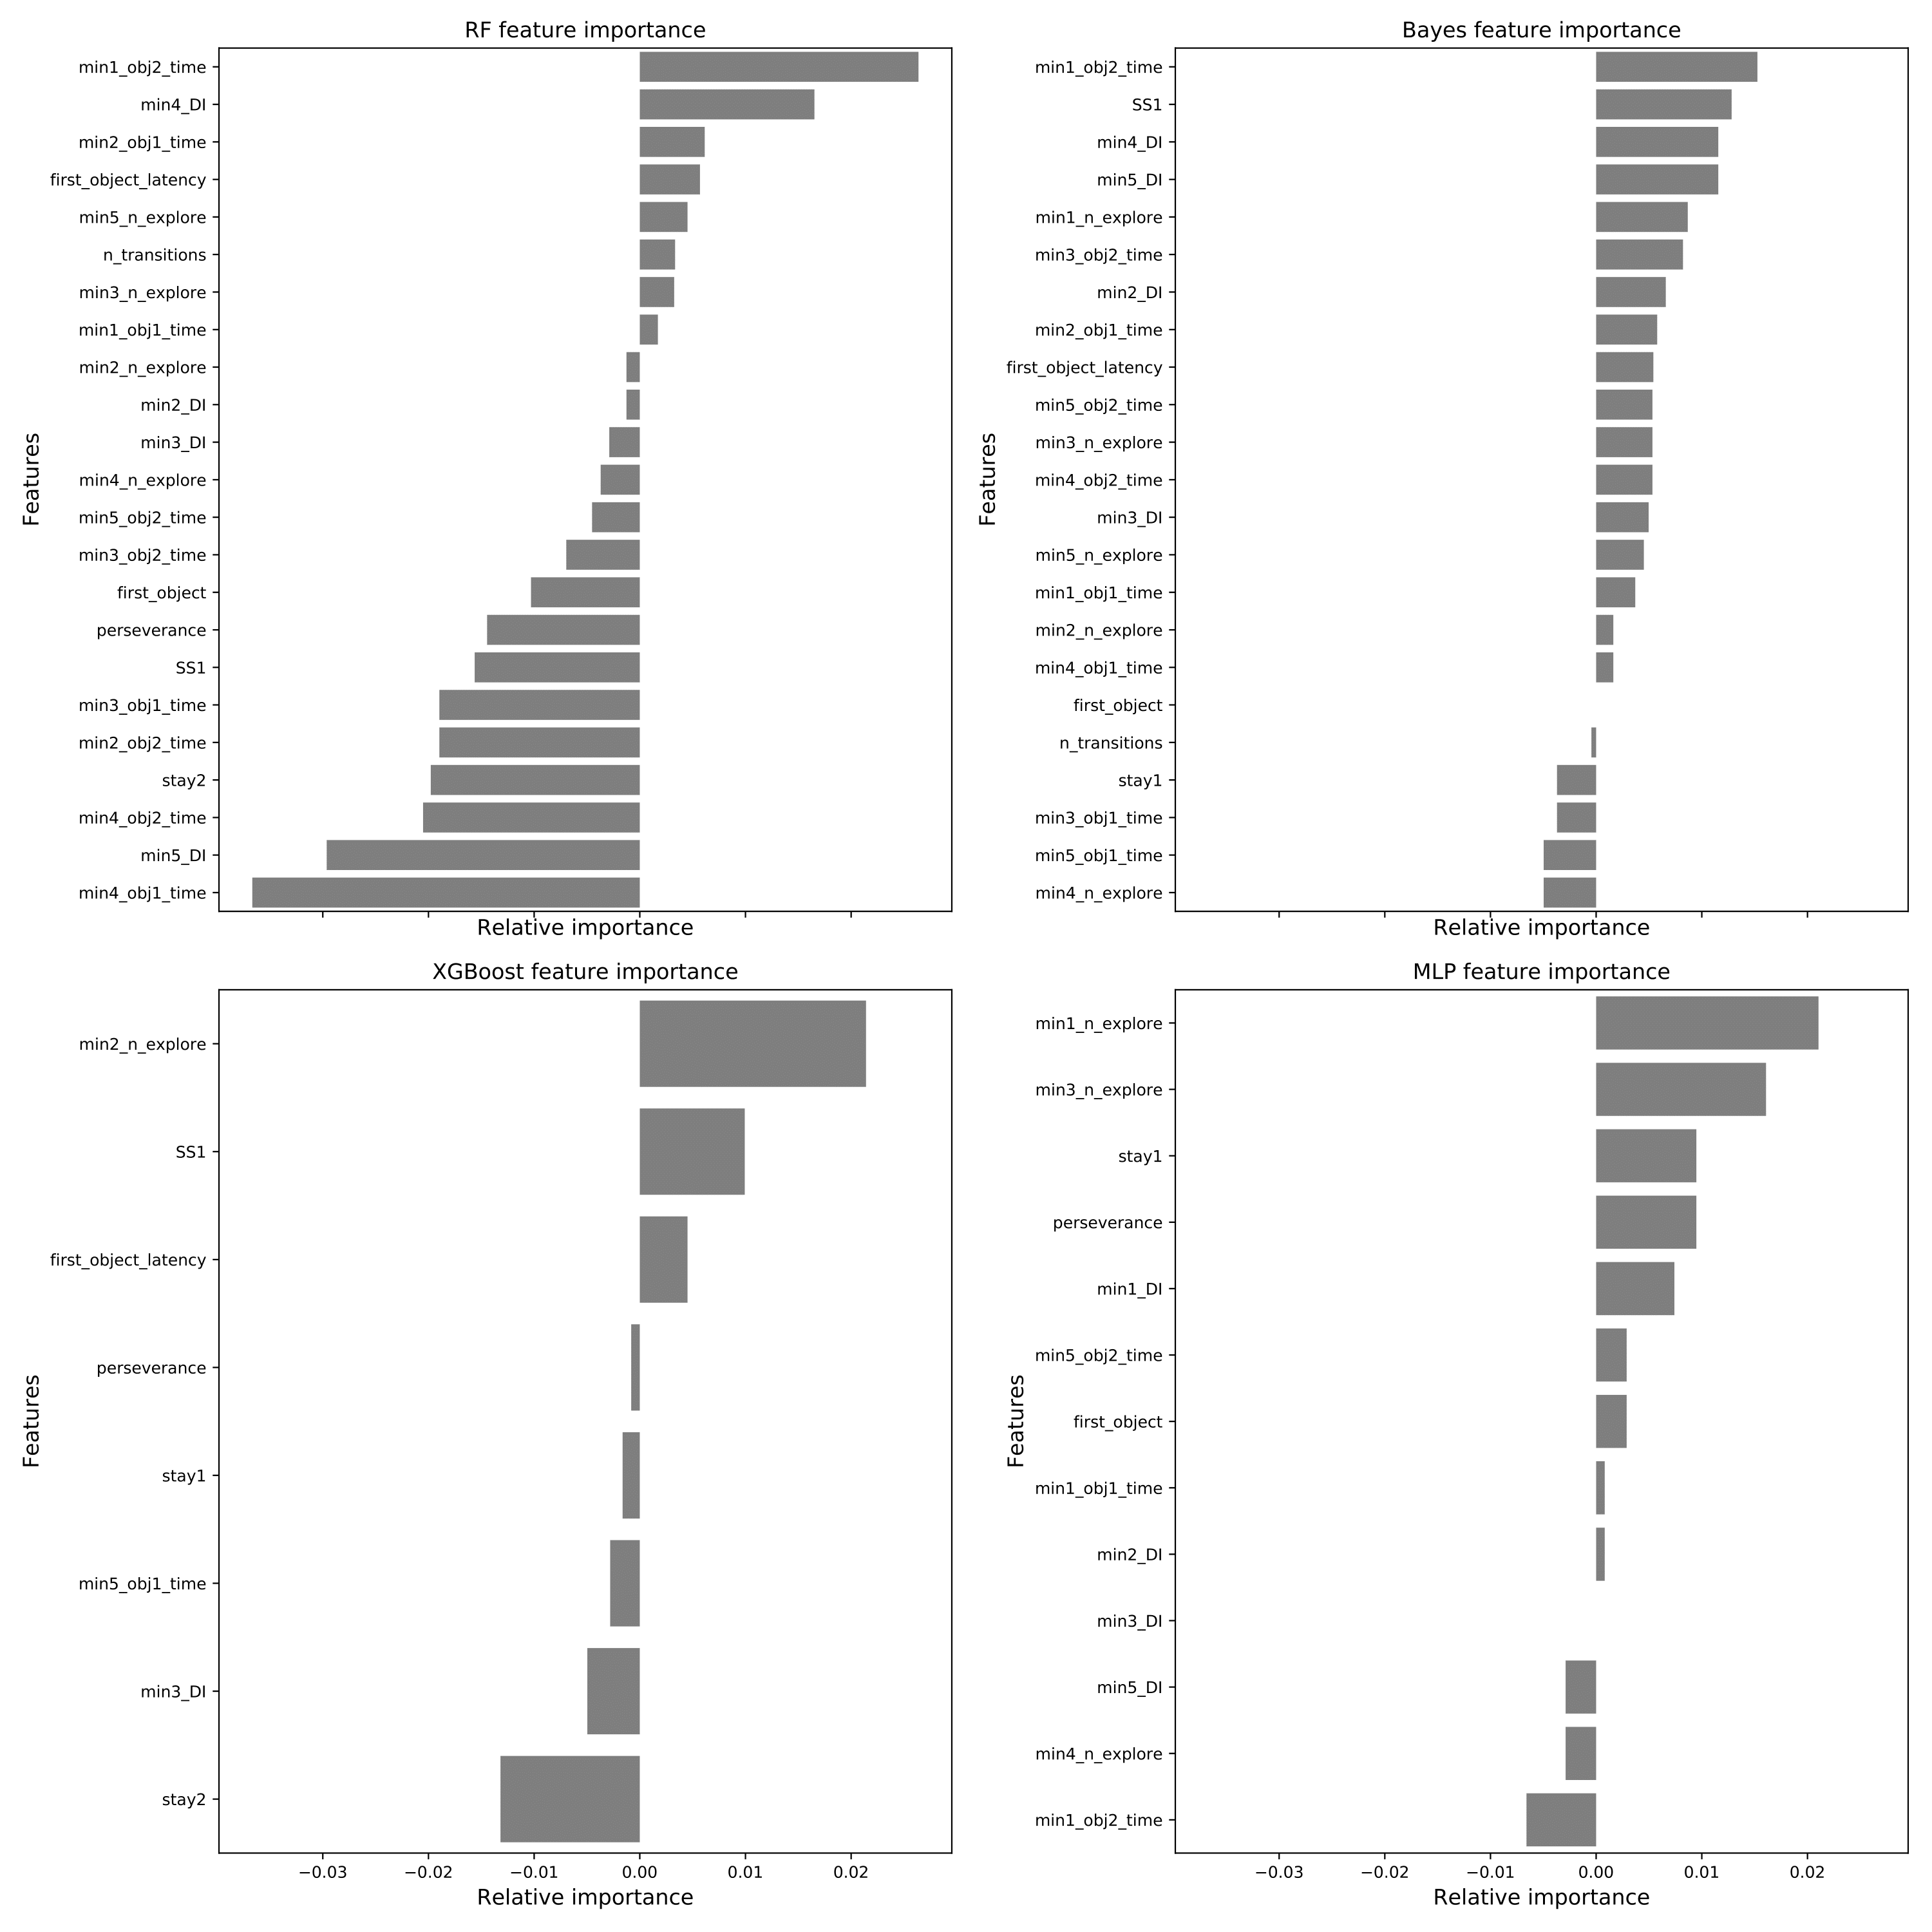 RF feature importance
min1_obj2_time
min4_DI
min2_obj1_time
first_object_latency
min5_n_explore
n_transitions
min3_n_explore
min1_obj1_time
min2_n_explore
min2_DI
min3_DI
min4_n_explore
min5_obj2_time
min3_obj2_time
first_object
perseverance
SS1
min3_obj1_time
min2_obj2_time
stay2
min4_obj2_time
min5_DI
min4_obj1_time
Features
Relative importance
Bayes feature importance
min1_obj2_time
SS1
min4_DI
min5_DI
min1_n_explore
min3_obj2_time
min2_DI
min2_obj1_time
first_object_latency
min5_obj2_time
min3_n_explore
min4_obj2_time
min3_DI
min5_n_explore
min1_obj1_time
min2_n_explore
min4_obj1_time
first_object
n_transitions
stay1
min3_obj1_time
min5_obj1_time
min4_n_explore
Features
Relative importance
XGBoost feature importance
min2_n_explore
SS1
first_object_latency
perseverance
stay1
min5_obj1_time
min3_DI
stay2
Features
−0.03 −0.02 −0.01 0.00 0.01 0.02
Relative importance
MLP feature importance
min1_n_explore
min3_n_explore
stay1
perseverance
min1_DI
min5_obj2_time
first_object
min1_obj1_time
min2_DI
min3_DI
min5_DI
min4_n_explore
min1_obj2_time
Features
−0.03 −0.02 −0.01 0.00 0.01 0.02
Relative importance